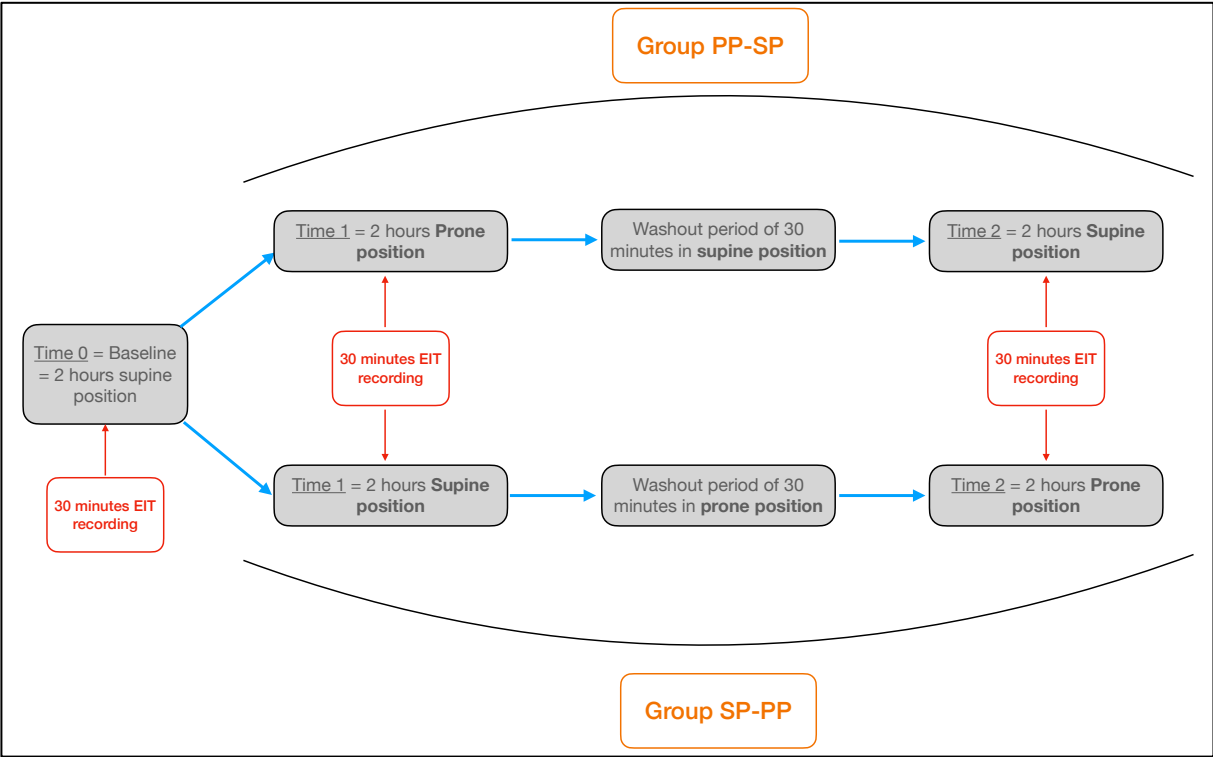 Group PP-SP
Time 1 = 2 hours Prone
position
Washout period of 30
minutes in supine position
Time 2 = 2 hours Supine
position
Time 0 = Baseline
= 2 hours supine
position
30 minutes EIT
recording
30 minutes EIT
recording
30 minutes EIT
recording
Time 1 = 2 hours Supine
position
Washout period of 30
minutes in prone position
Time 2 = 2 hours Prone
position
Group SP-PP